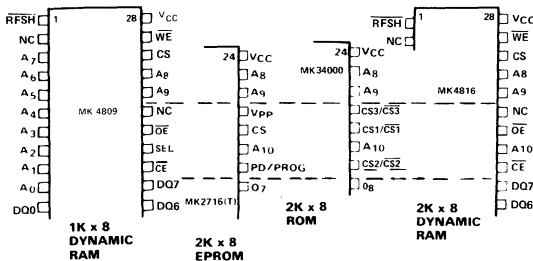 RFSH 1 28 VCC
NC WE
A7 CS
A6 A8
A5 A9
A4 NC
A3 OE
A2 SEL
A1 CE
A0 DQ7
DQ0 DQ6
MK 4809
1K x 8
DYNAMIC
RAM
24 VCC
A8
A9
VPP
CS
A10
PD/PROG
O7
MK2716(T)
2K x 8
EPROM
24 VCC
MK34000
A8
A9
CS3/CS3
CS1/CS1
A10
CS2/CS2
08
2K x 8
ROM
RFSH 1 28 VCC
NC WE
CS
A8
MK4816
A9
NC
OE
A10
CE
DQ7
DQ6
2K x 8
DYNAMIC
RAM